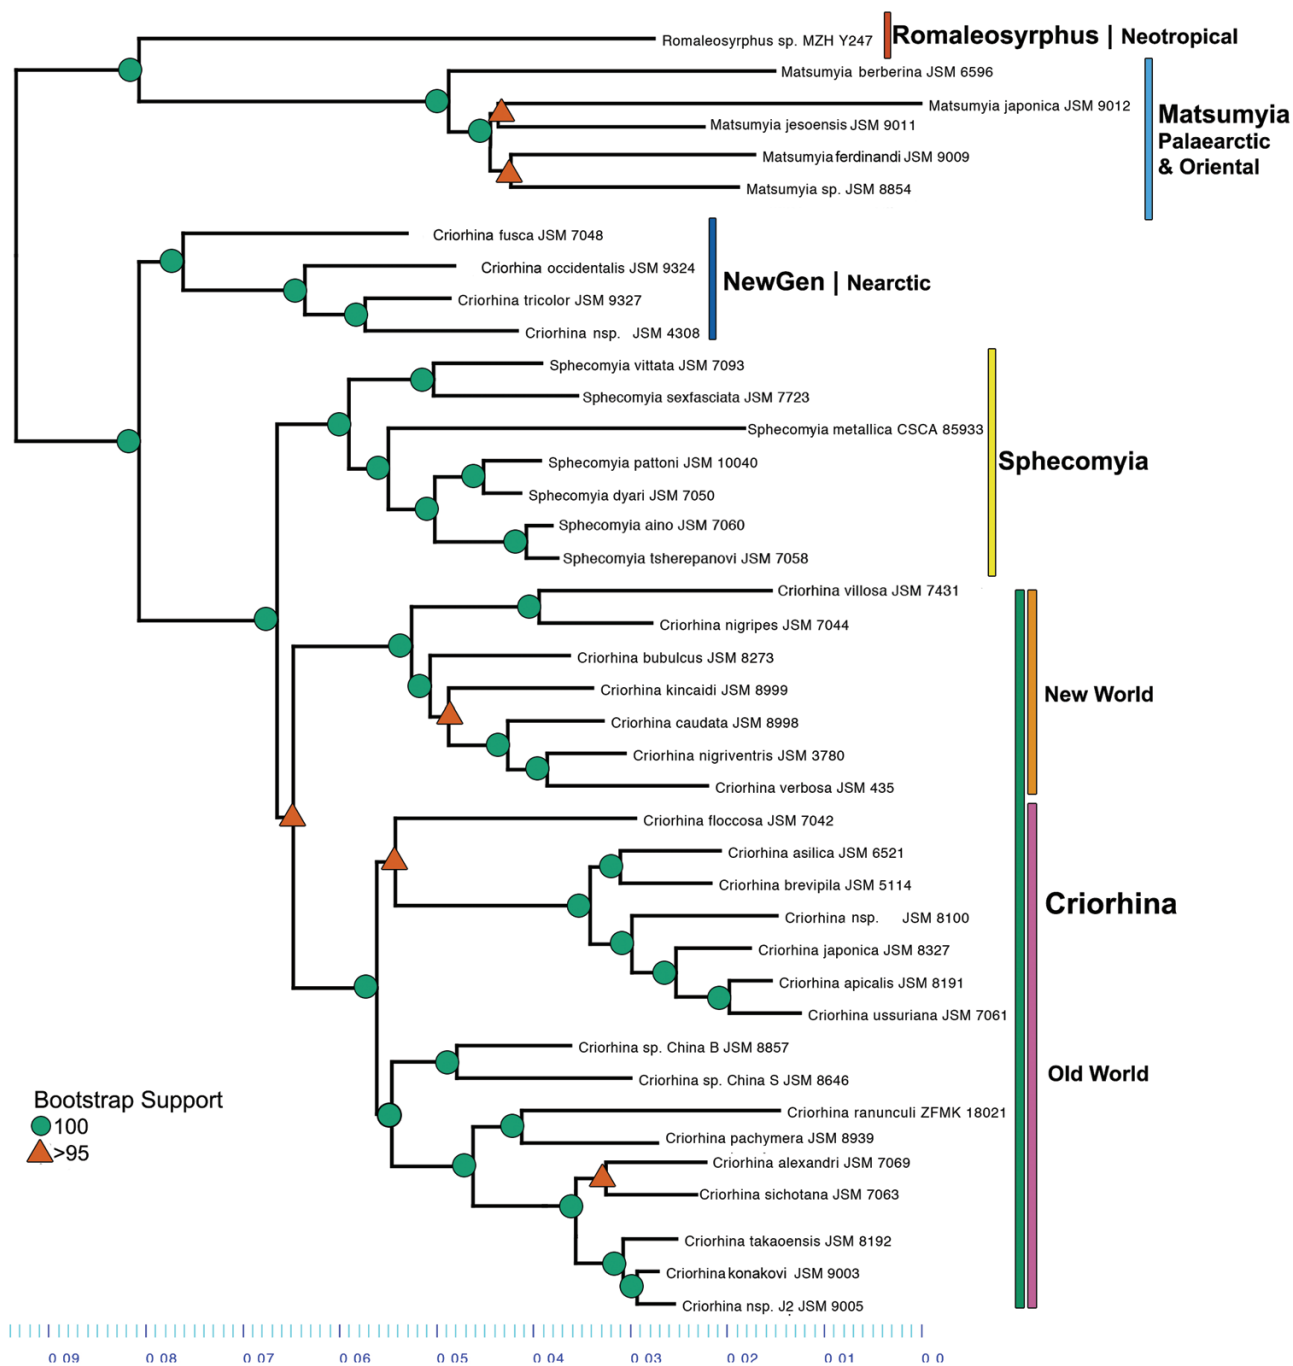 Romaleosyrphus sp. MZH Y247
Romaleosyrphus | Neotropical
Matsumyia berberina JSM 6596
Matsumyia japonica JSM 9012
Matsumyia jesoensis JSM 9011
Matsumyia
Palaearctic
& Oriental
Matsumyia ferdinandi JSM 9009
Matsumyia sp. JSM 8854
Criorhina fusca JSM 7048
Criorhina occidentalis JSM 9324
NewGen | Nearctic
Criorhina tricolor JSM 9327
Criorhina nsp. JSM 4308
Sphecomyia vittata JSM 7093
Sphecomyia sexfasciata JSM 7723
Sphecomyia metallica CSCA 85933
Sphecomyia
Sphecomyia pattoni JSM 10040
Sphecomyia dyari JSM 7050
Sphecomyia aino JSM 7060
Sphecomyia tsherepanovi JSM 7058
Criorhina villosa JSM 7431
Criorhina nigripes JSM 7044
Criorhina bubulcus JSM 8273
Criorhina kincaidi JSM 8999
New World
Criorhina caudata JSM 8998
Criorhina nigriventris JSM 3780
Criorhina verbosa JSM 435
Criorhina floccosa JSM 7042
Criorhina asilica JSM 6521
Criorhina brevipila JSM 5114
Criorhina
Criorhina nsp. JSM 8100
Criorhina japonica JSM 8327
Criorhina apicalis JSM 8191
Criorhina ussuriana JSM 7061
Criorhina sp. China B JSM 8857
Criorhina sp. China S JSM 8646
Old World
Criorhina ranunculi ZFMK 18021
Criorhina pachymera JSM 8939
Criorhina alexandri JSM 7069
Criorhina sichotana JSM 7063
Criorhina takaoensis JSM 8192
Criorhina konakovi JSM 9003
Criorhina nsp. J2 JSM 9005
Bootstrap Support
100
>95
0.09 0.08 0.07 0.06 0.05 0.04 0.03 0.02 0.01 0.0